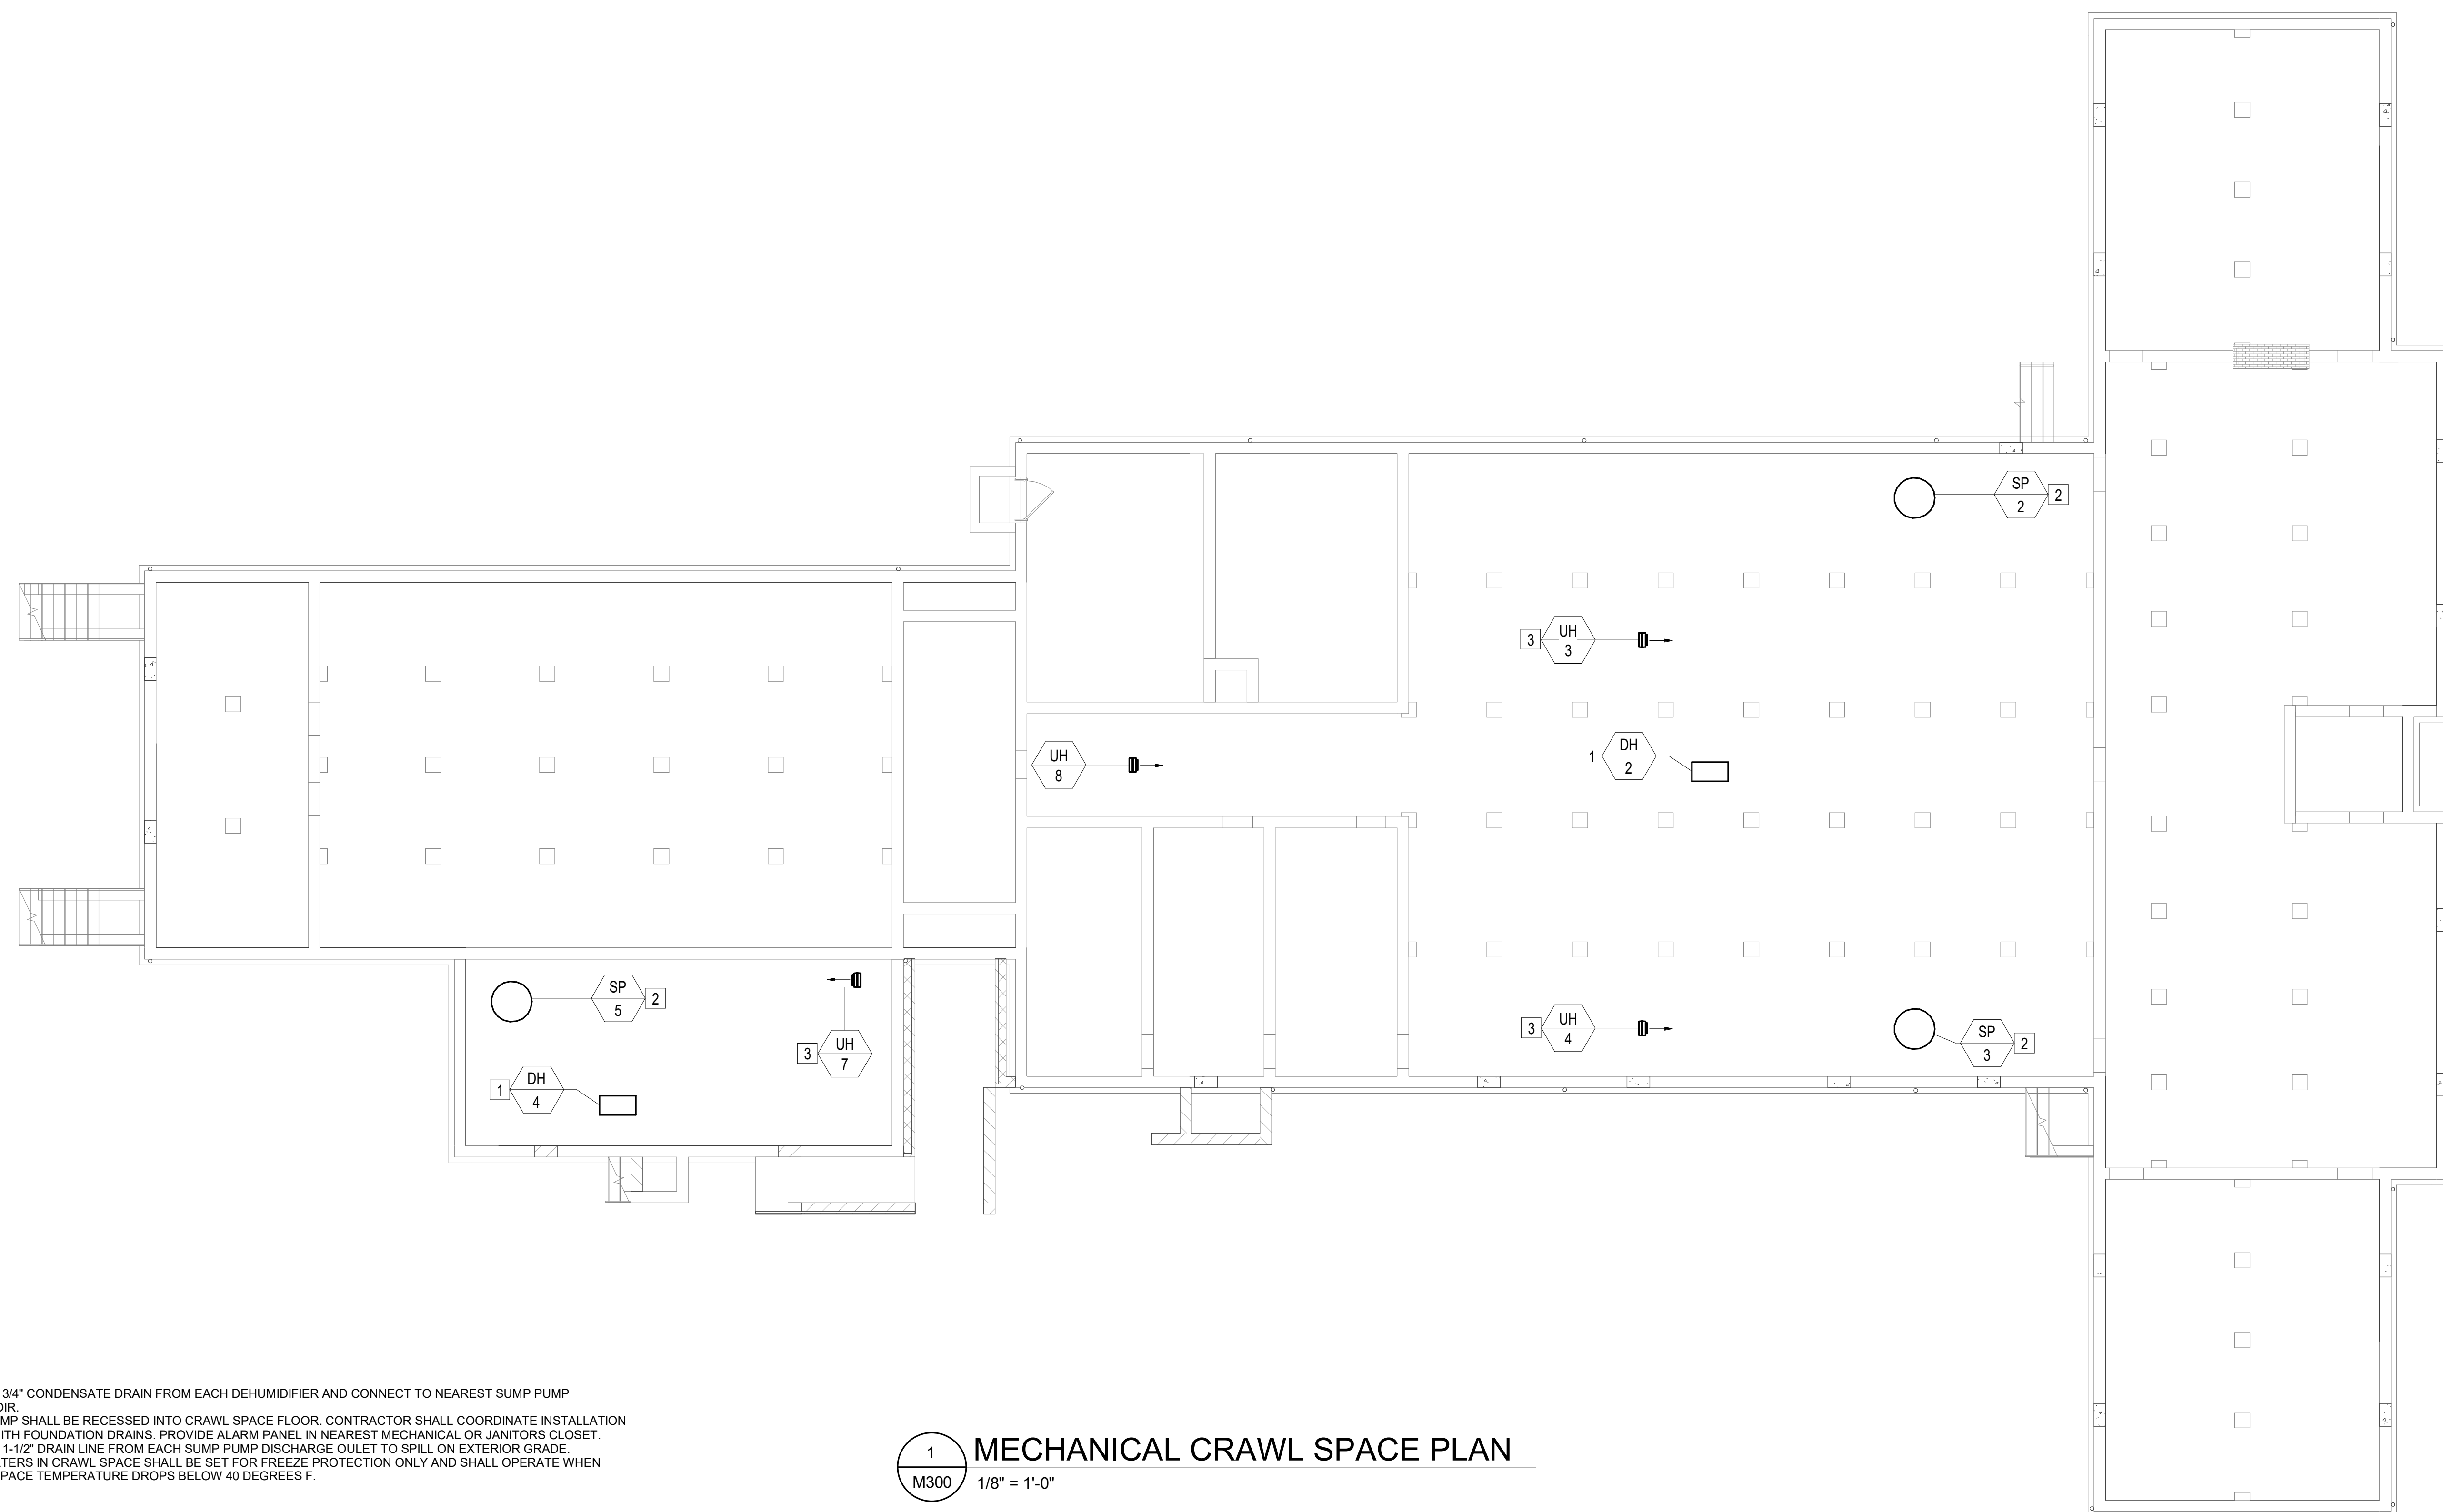 SP
2
2
3
UH
3
UH
8
1
DH
2
SP
5
2
3
UH
7
3
UH
4
SP
3
2
1
DH
4
3/4" CONDENSATE DRAIN FROM EACH DEHUMIDIFIER AND CONNECT TO NEAREST SUMP PUMP
OIR.
MP SHALL BE RECESSED INTO CRAWL SPACE FLOOR. CONTRACTOR SHALL COORDINATE INSTALLATION
ITH FOUNDATION DRAINS. PROVIDE ALARM PANEL IN NEAREST MECHANICAL OR JANITORS CLOSET.
1-1/2" DRAIN LINE FROM EACH SUMP PUMP DISCHARGE OULET TO SPILL ON EXTERIOR GRADE.
TERS IN CRAWL SPACE SHALL BE SET FOR FREEZE PROTECTION ONLY AND SHALL OPERATE WHEN
PACE TEMPERATURE DROPS BELOW 40 DEGREES F.
1
M300
MECHANICAL CRAWL SPACE PLAN
1/8" = 1'-0"